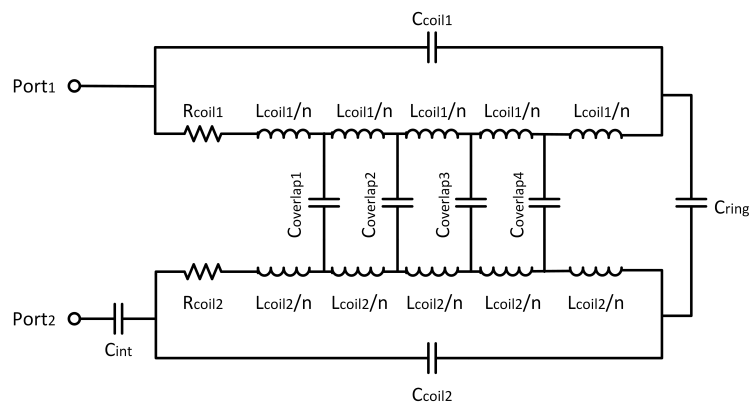 Ccoil1
Port1
Rcoil1 Lcoil1/n Lcoil1/n Lcoil1/n Lcoil1/n Lcoil1/n
Coverlap1 Coverlap2 Coverlap3 Coverlap4
Cring
Rcoil2 Lcoil2/n Lcoil2/n Lcoil2/n Lcoil2/n Lcoil2/n
Port2
Cint
Ccoil2